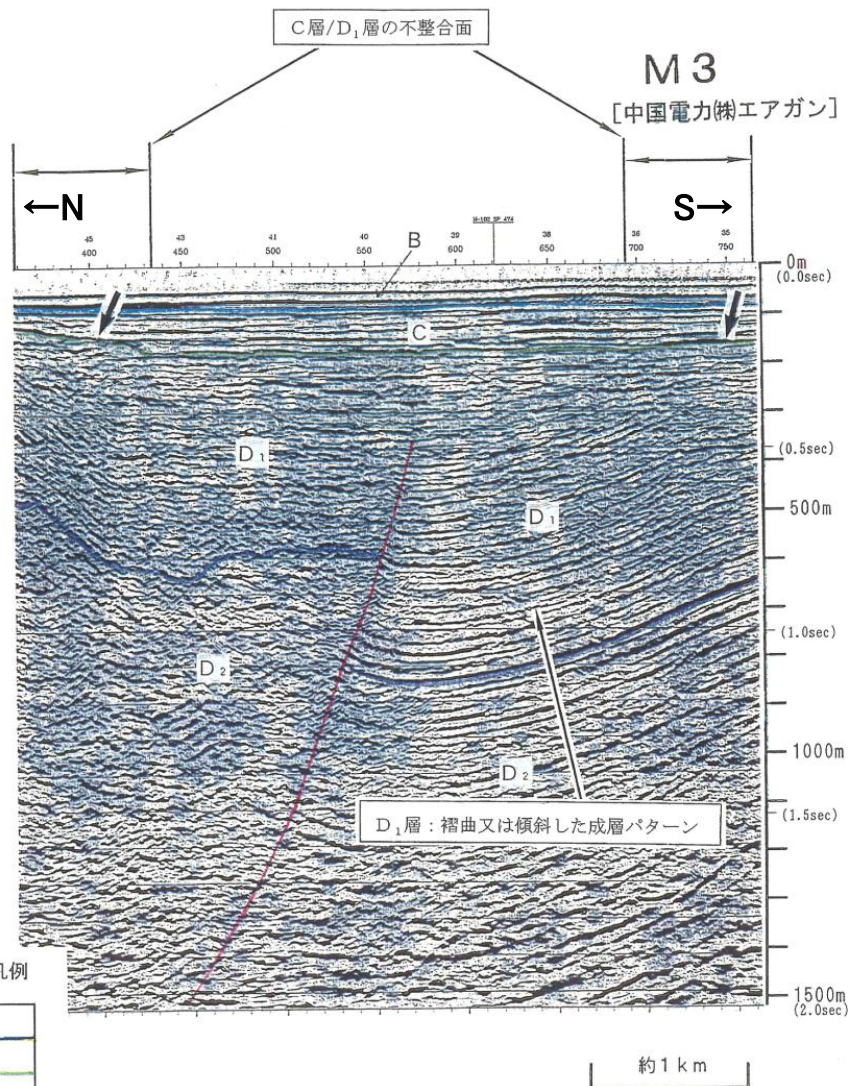 C層/D₁層の不整合面
M3
[中国電力㈱エアガン]
←N
S→
45 43 41 40 39 38 36 35
400 450 500 550 600 650 700 750
B
0m
(0.0sec)
C
D₁
(0.5sec)
500m
D₁
(1.0sec)
D₂
1000m
D₂
(1.5sec)
D₁層:褶曲又は傾斜した成層パターン
凡例
1500m
(2.0sec)
約1km